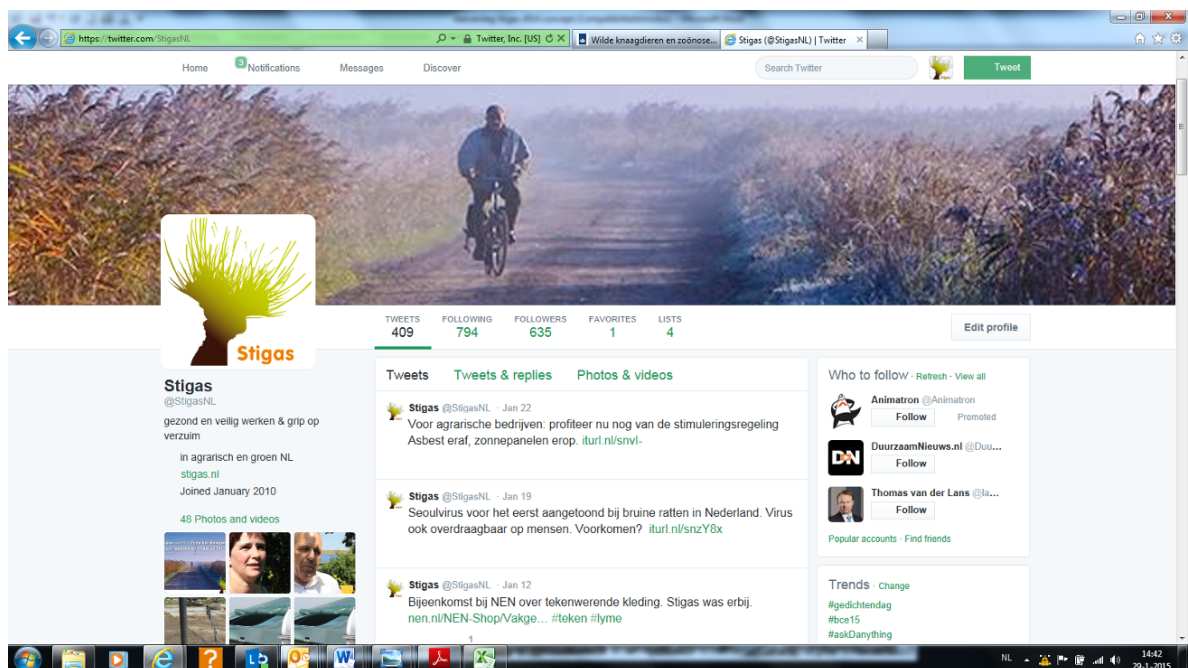 https://twitter.com/StigasNL
Twitter, Inc. [US]
Wilde knaagdieren en zoönose...
Stigas (@StigasNL) | Twitter
Home
3
Notifications
Messages
Discover
Search Twitter
Tweet
Stigas
TWEETS
409
FOLLOWING
794
FOLLOWERS
635
FAVORITES
1
LISTS
4
Edit profile
Stigas
@StigasNL
gezond en veilig werken & grip op
verzuim
in agrarisch en groen NL
stigas.nl
Joined January 2010
48 Photos and videos
Tweets
Tweets & replies
Photos & videos
Stigas @StigasNL · Jan 22
Voor agrarische bedrijven: profiteer nu nog van de stimuleringsregeling
Asbest eraf, zonnepanelen erop. iturl.nl/snvl-
Stigas @StigasNL · Jan 19
Seoulvirus voor het eerst aangetoond bij bruine ratten in Nederland. Virus
ook overdraagbaar op mensen. Voorkomen? iturl.nl/snzY8x
Stigas @StigasNL · Jan 12
Bijeenkomst bij NEN over tekenwerende kleding. Stigas was erbij.
nen.nl/NEN-Shop/Vakge... #teken #lyme
1
Who to follow · Refresh · View all
Animatron @Animatron
Follow
Promoted
DN
DuurzaamNieuws.nl @Duu...
Follow
Thomas van der Lans @la...
Follow
Popular accounts · Find friends
Trends · Change
#gedichtendag
#bce15
#askDanything
NL
14:42
29-1-2015